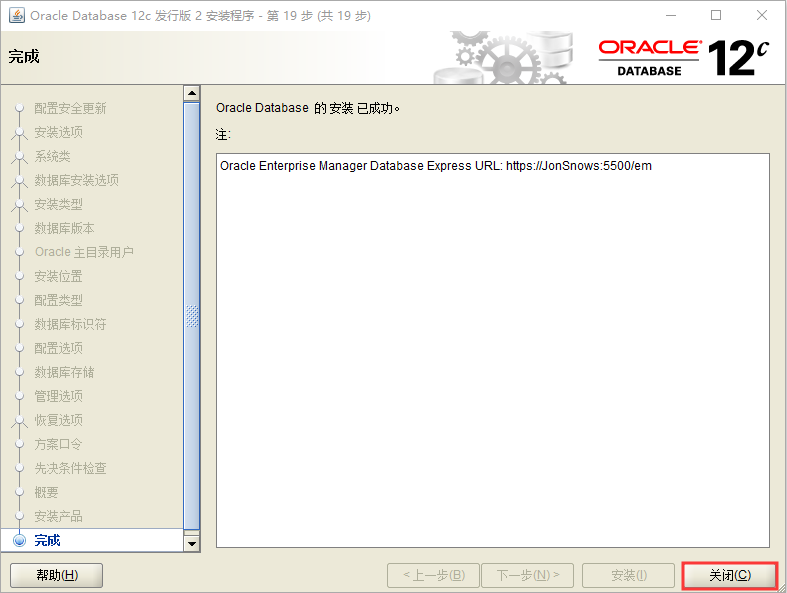 Oracle Database 12c 发行版 2 安装程序 - 第 19 步 (共 19 步)
完成
ORACLE®
DATABASE
12c
配置安全更新
安装选项
系统类
数据库安装选项
安装类型
数据库版本
Oracle 主目录用户
安装位置
配置类型
数据库标识符
配置选项
数据库存储
管理选项
恢复选项
方案口令
先决条件检查
概要
安装产品
完成
Oracle Database 的 安装 已成功。
注:
Oracle Enterprise Manager Database Express URL: https://JonSnows:5500/em
帮助(H)
< 上一步(B)
下一步(N) >
安装(I)
关闭(C)